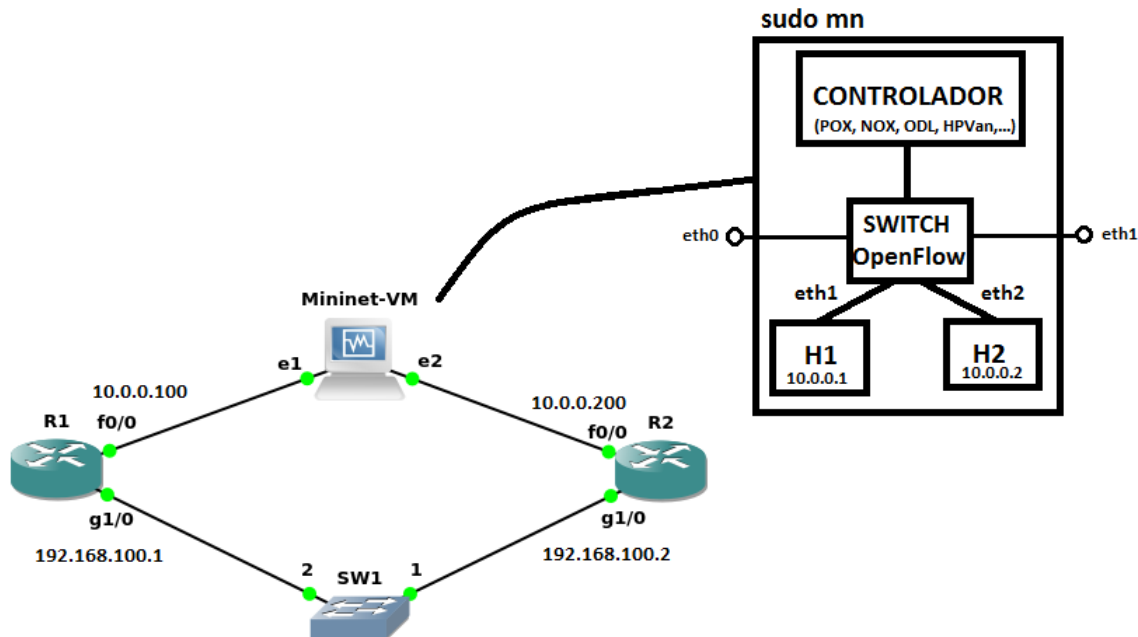 sudo mn
CONTROLADOR
(POX, NOX, ODL, HPVan,...)
SWITCH
OpenFlow
eth0
eth1
eth1
eth2
H1
10.0.0.1
H2
10.0.0.2
Mininet-VM
e1
e2
10.0.0.100
10.0.0.200
R1
f0/0
f0/0
R2
g1/0
g1/0
192.168.100.1
192.168.100.2
2
SW1
1